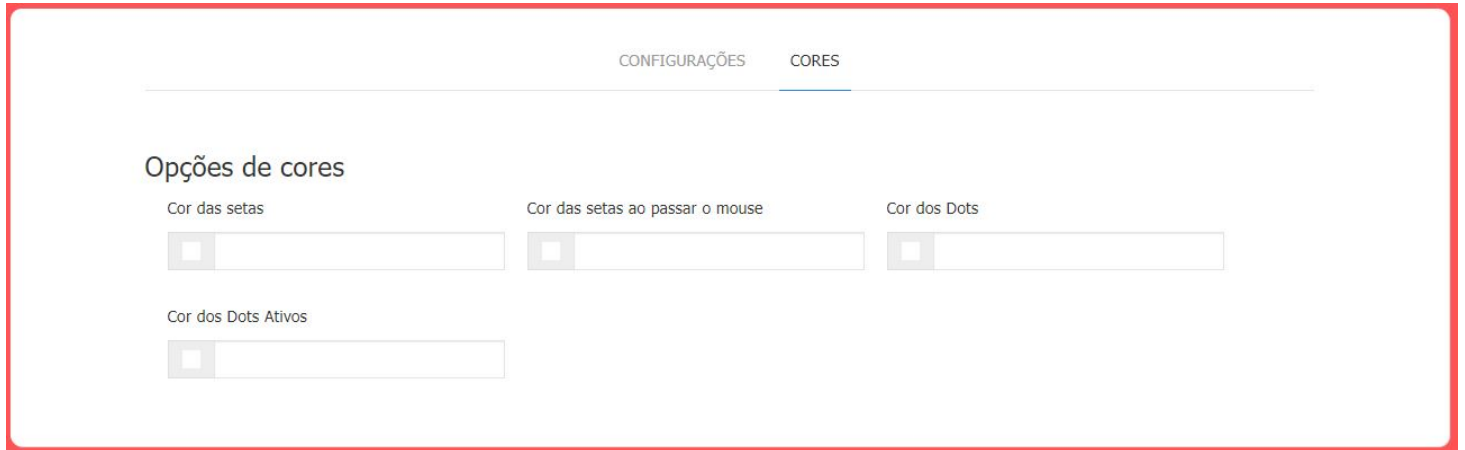 CONFIGURAÇÕES CORES
Opções de cores
Cor das setas Cor das setas ao passar o mouse Cor dos Dots
Cor dos Dots Ativos